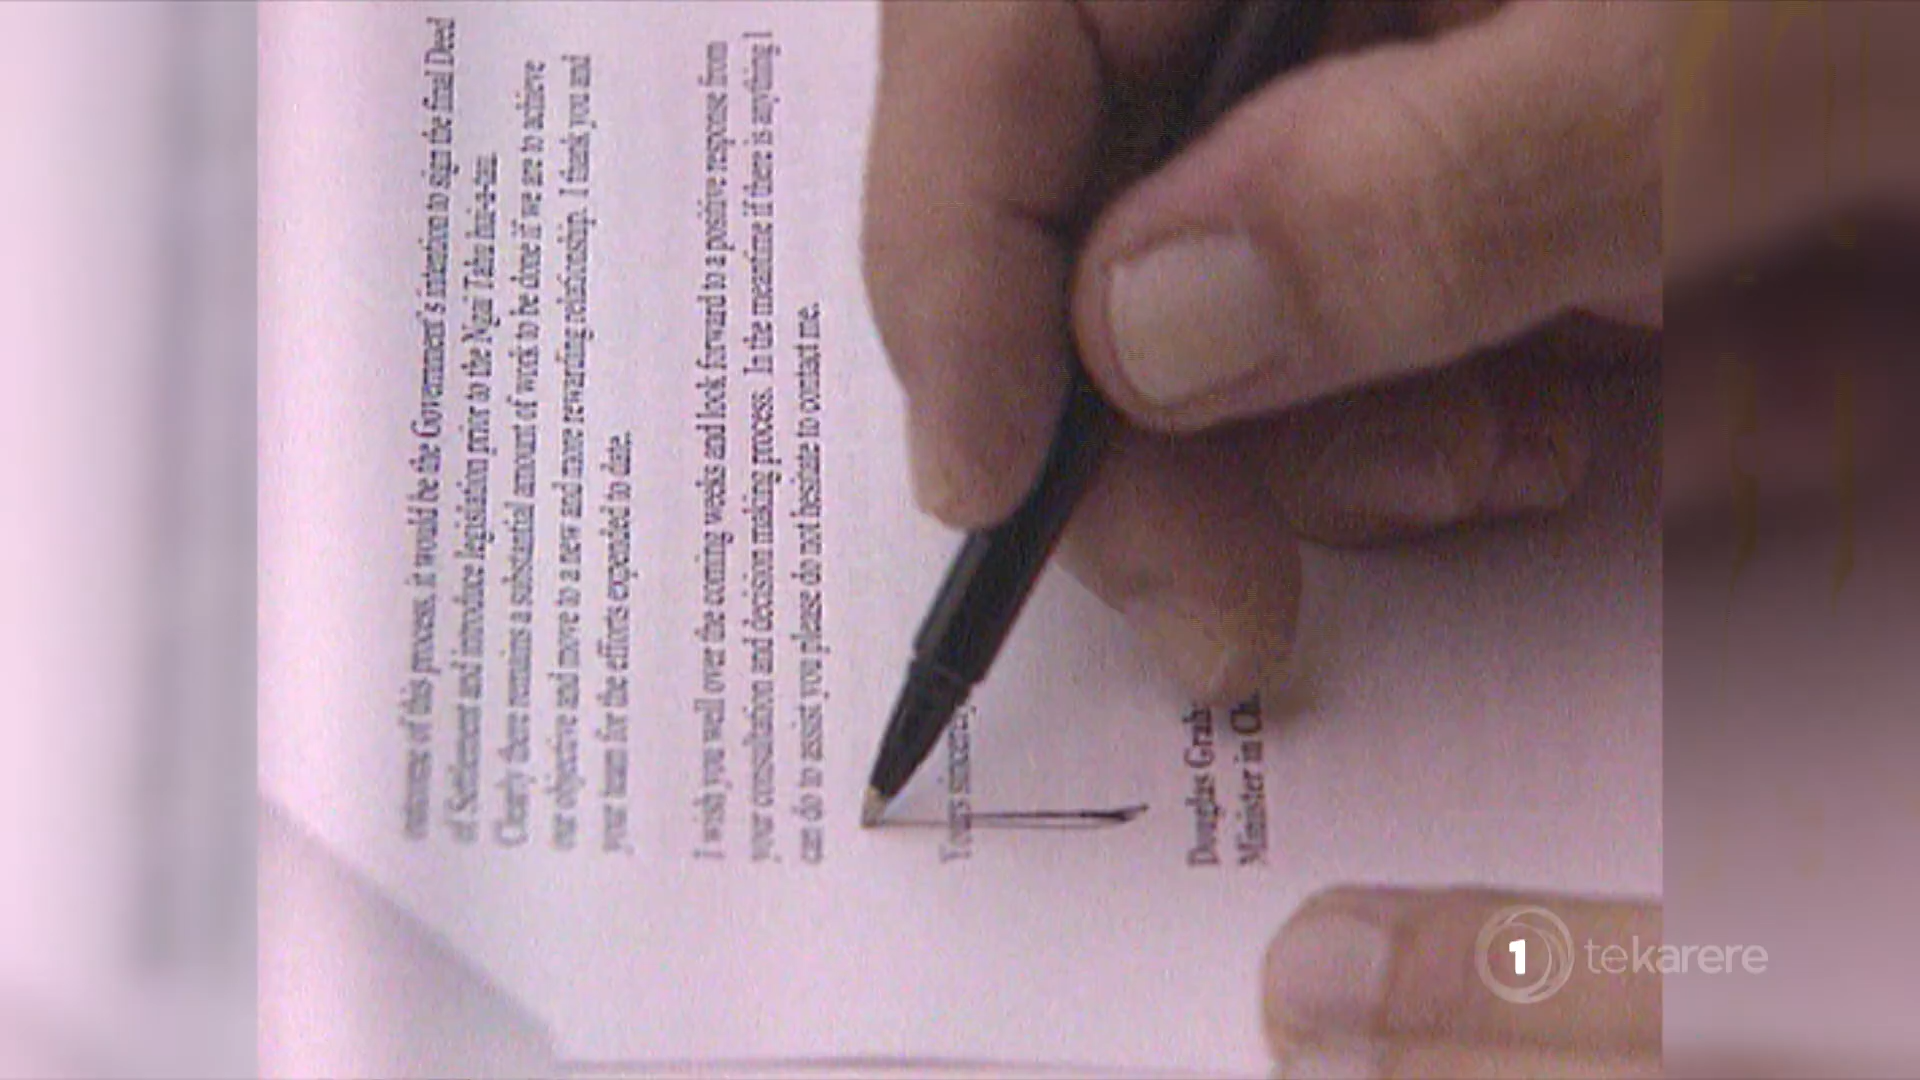 outcome of this process, it would be the Government's intention to sign the final Deed
of Settlement and introduce legislation prior to the Ngai Tahu hui-a-tau.
Clearly there remains a substantial amount of work to be done if we are to achieve
our objective and move to a new and more rewarding relationship. I thank you and
your team for the efforts expended to date.
I wish you well over the coming weeks and look forward to a positive response from
your consultation and decision making process. In the meantime if there is anything I
can do to assist you please do not hesitate to contact me.
Yours sincerely
Douglas Grah
Minister in Ch
1 tekarere